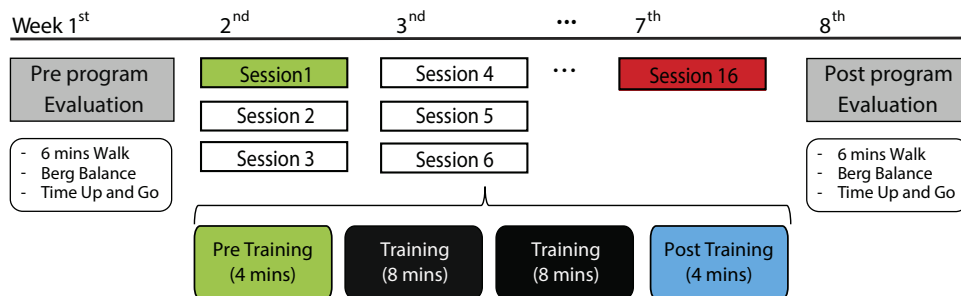 Week 1st 2nd 3nd ... 7th 8th
Pre program
Evaluation
Session1
Session 4
...
Session 16
Post program
Evaluation
Session 2
Session 5
Session 3
Session 6
- 6 mins Walk
- Berg Balance
- Time Up and Go
- 6 mins Walk
- Berg Balance
- Time Up and Go
Pre Training
(4 mins)
Training
(8 mins)
Training
(8 mins)
Post Training
(4 mins)